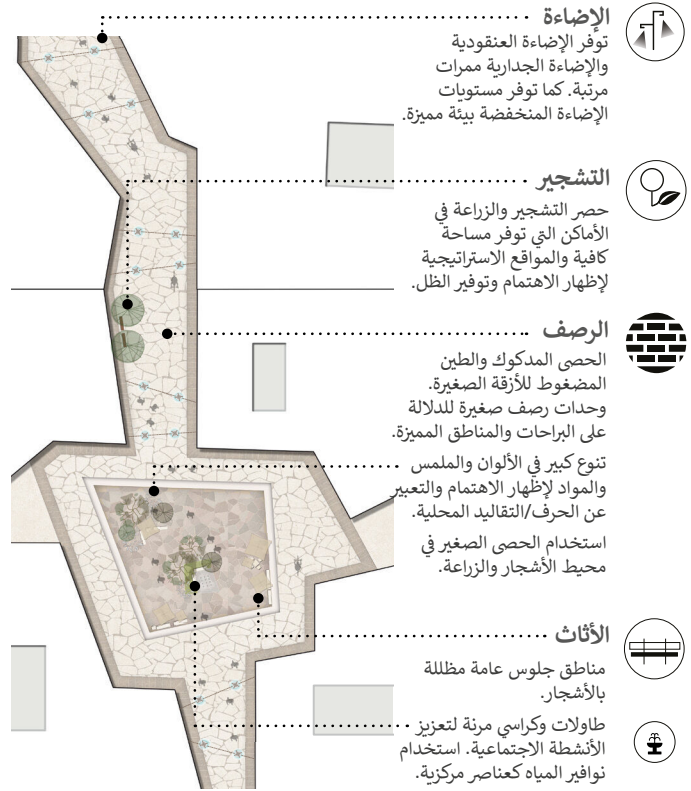 الإضاءة
توفر الإضاءة العنقودية
والإضاءة الجدارية ممرات
مرتبة. كما توفر مستويات
الإضاءة المنخفضة بيئة مميزة.
التشجير
حصر التشجير والزراعة في
الأماكن التي توفر مساحة
كافية والمواقع الاستراتيجية
لإظهار الاهتمام وتوفير الظل.
الرصف
الحصى المدكوك والطين
المضغوط للأزقة الصغيرة.
وحدات رصف صغيرة للدلالة
على البراحات والمناطق المميزة.
تنوع كبير في الألوان والملمس
والمواد لإظهار الاهتمام والتعبير
عن الحرف/التقاليد المحلية.
استخدام الحصى الصغير في
محيط الأشجار والزراعة.
الأثاث
مناطق جلوس عامة مظللة
بالأشجار.
طاولات وكراسي مرنة لتعزيز
الأنشطة الاجتماعية. استخدام
نوافير المياه كعناصر مركزية.